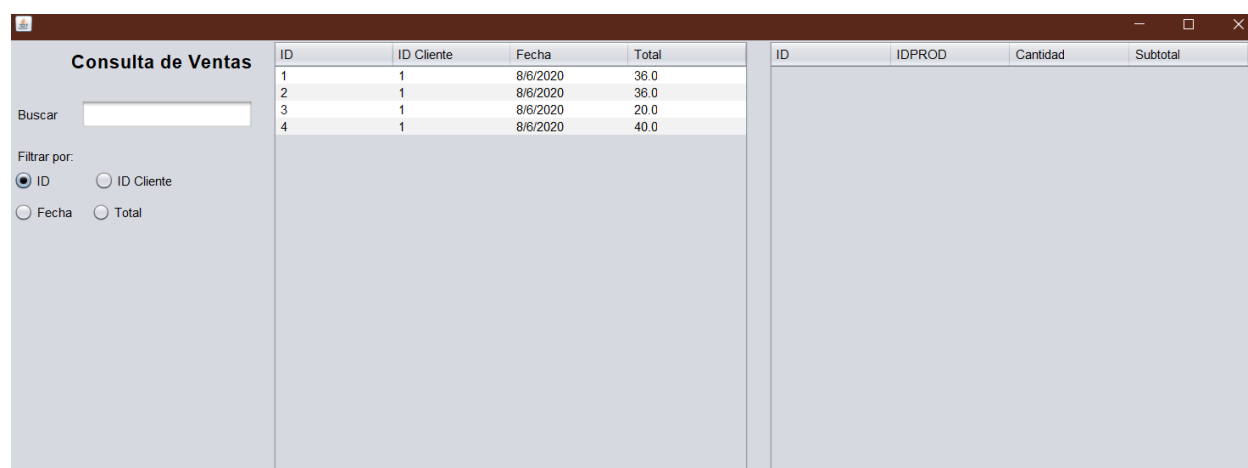 Consulta de Ventas
Buscar
Filtrar por:
ID ID Cliente
Fecha Total
ID ID Cliente Fecha Total
1 1 8/6/2020 36.0
2 1 8/6/2020 36.0
3 1 8/6/2020 20.0
4 1 8/6/2020 40.0
ID IDPROD Cantidad Subtotal